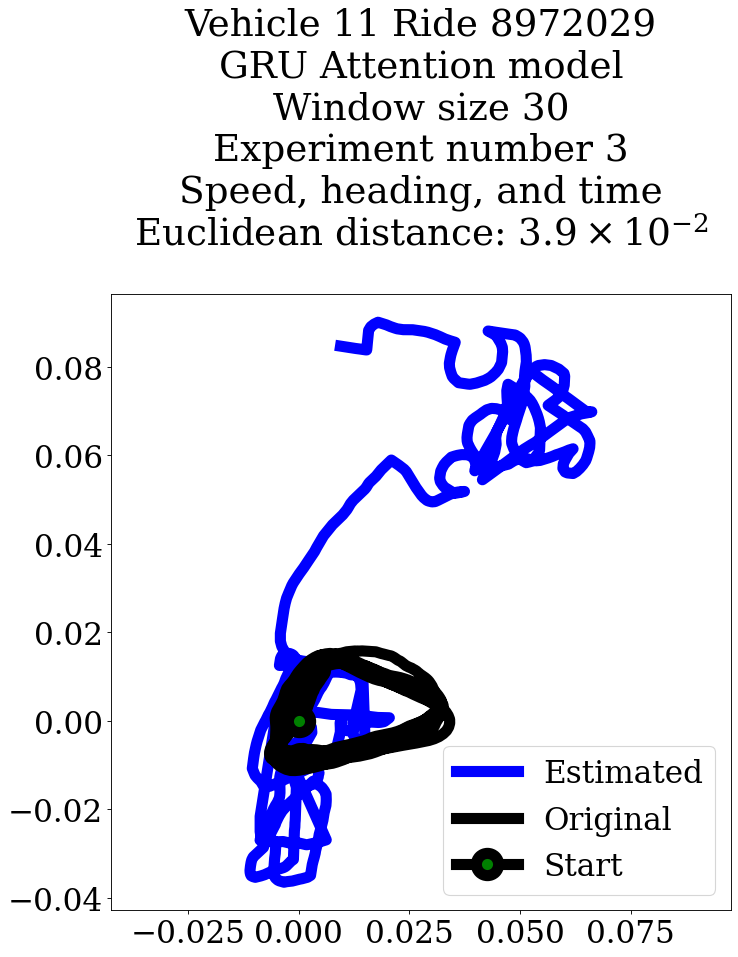 Vehicle 11 Ride 8972029
GRU Attention model
Window size 30
Experiment number 3
Speed, heading, and time
Euclidean distance: 3.9 × 10⁻²
0.08
0.06
0.04
0.02
0.00
−0.02
−0.04
Estimated
Original
Start
−0.025 0.000 0.025 0.050 0.075